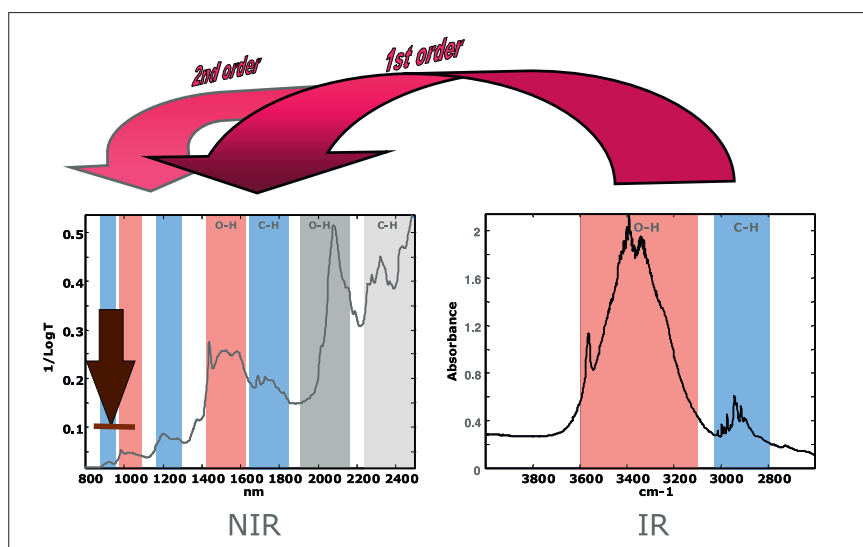 2nd order
1st order
O-H
C-H
O-H
C-H
0.5
0.4
0.3
0.2
0.1
1/LogT
800 1000 1200 1400 1600 1800 2000 2200 2400
nm
NIR
O-H
C-H
2
1.6
1.2
0.8
0.4
0
Absorbance
3800 3400 3000 2800
cm-1
IR